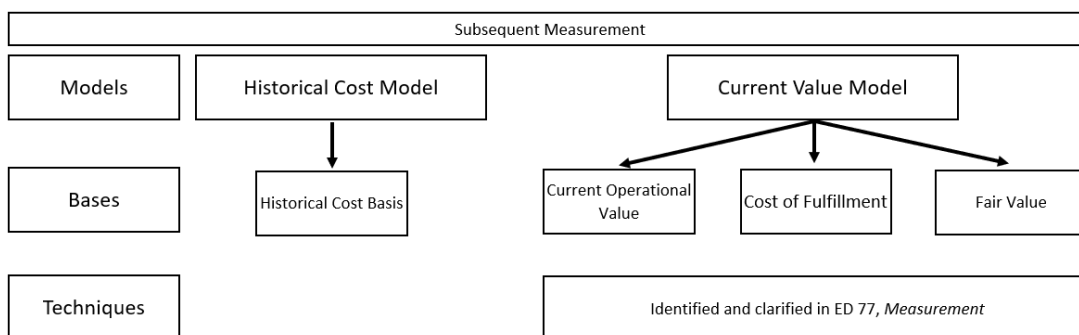 Subsequent Measurement
Models
Historical Cost Model
Current Value Model
Bases
Historical Cost Basis
Current Operational
Value
Cost of Fulfillment
Fair Value
Techniques
Identified and clarified in ED 77, Measurement